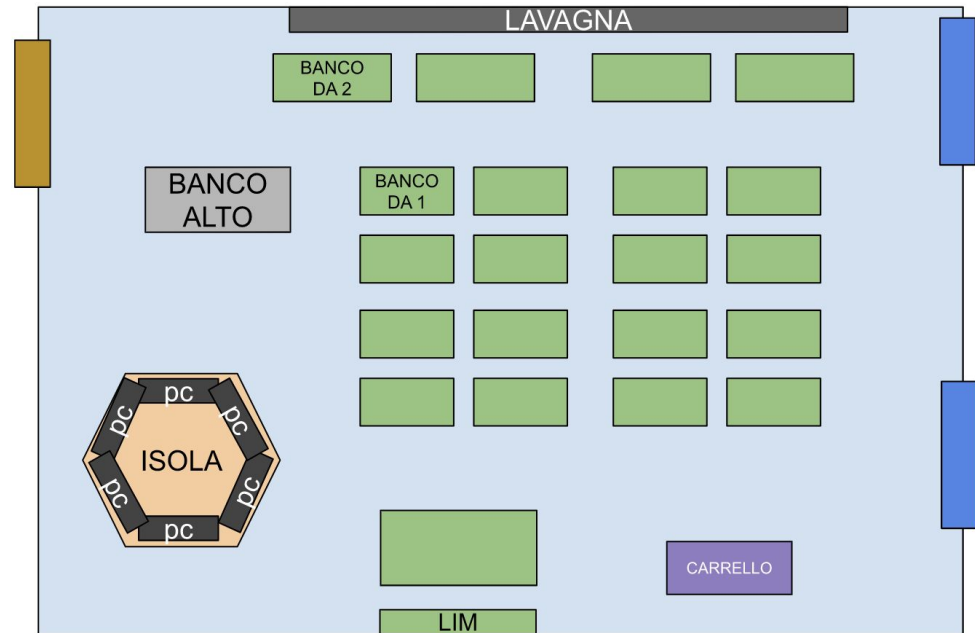 LAVAGNA
BANCO
DA 2
BANCO
ALTO
BANCO
DA 1
pc
pc
pc
ISOLA
pc
pc
pc
CARRELLO
LIM